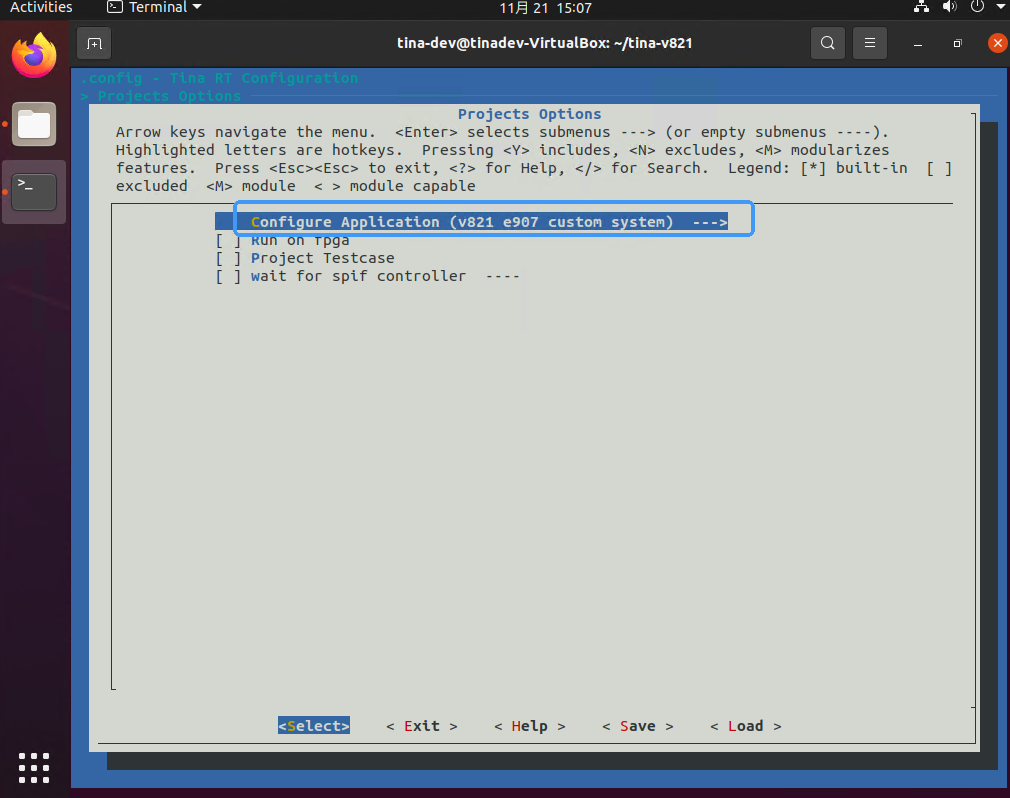 Activities Terminal 11月 21 15:07
tina-dev@tinadev-VirtualBox: ~/tina-v821
.config - Tina RT Configuration
> Projects Options
Projects Options
Arrow keys navigate the menu.  <Enter> selects submenus ---> (or empty submenus ----).
Highlighted letters are hotkeys.  Pressing <Y> includes, <N> excludes, <M> modularizes
features.  Press <Esc><Esc> to exit, <?> for Help, </> for Search.  Legend: [*] built-in  [ ]
excluded  <M> module  < > module capable
Configure Application (v821 e907 custom system)  --->
[ ] Run on fpga
[ ] Project Testcase
[ ] wait for spif controller  ----
<Select>    < Exit >    < Help >    < Save >    < Load >
>_